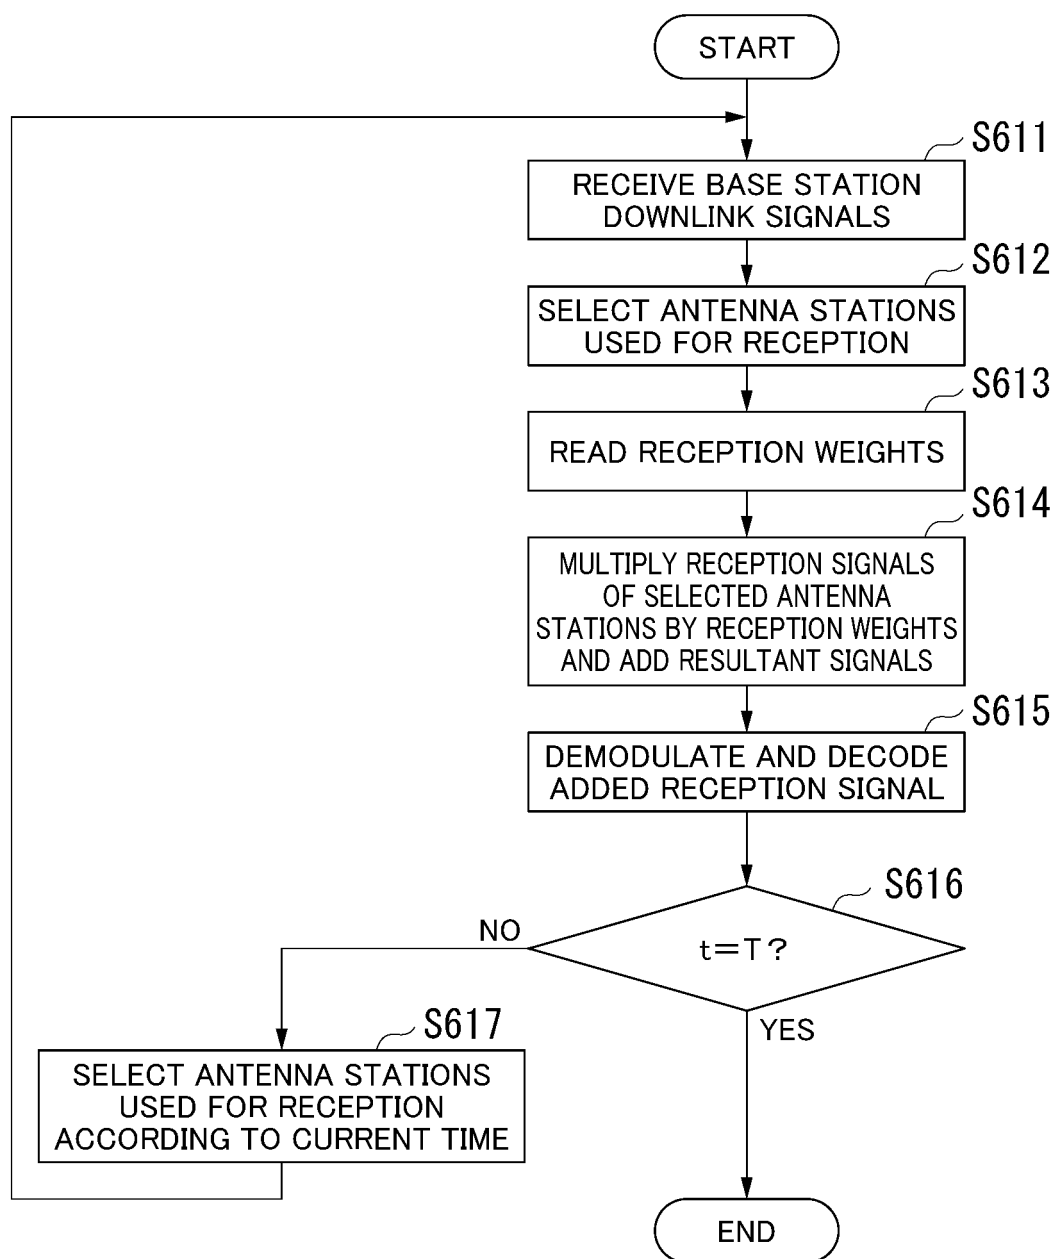 START
S611
RECEIVE BASE STATION
DOWNLINK SIGNALS
S612
SELECT ANTENNA STATIONS
USED FOR RECEPTION
S613
READ RECEPTION WEIGHTS
S614
MULTIPLY RECEPTION SIGNALS
OF SELECTED ANTENNA
STATIONS BY RECEPTION WEIGHTS
AND ADD RESULTANT SIGNALS
S615
DEMODULATE AND DECODE
ADDED RECEPTION SIGNAL
S616
NO
t=T?
YES
S617
SELECT ANTENNA STATIONS
USED FOR RECEPTION
ACCORDING TO CURRENT TIME
END